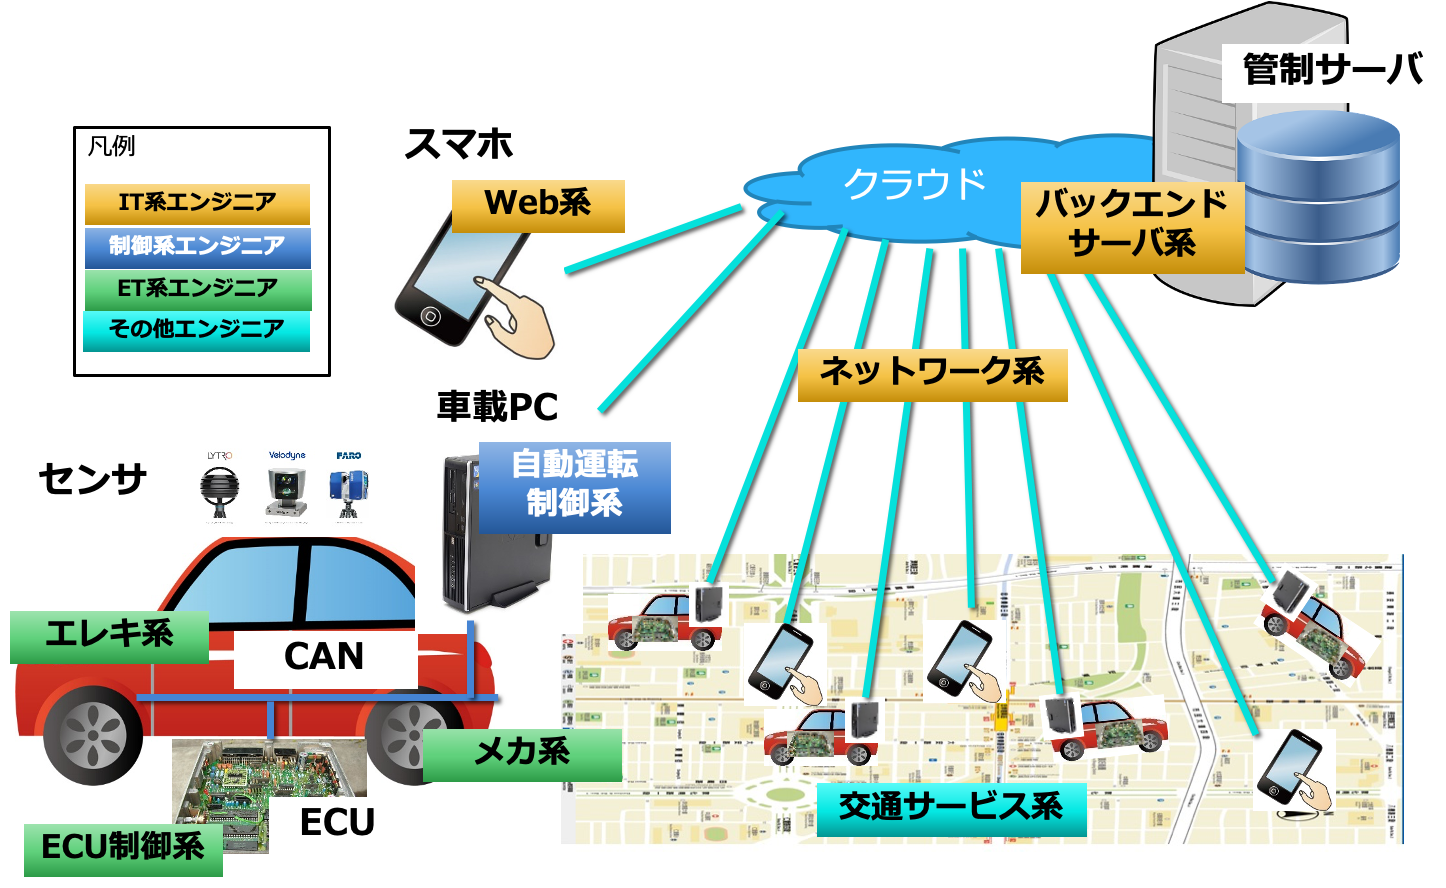 管制サーバ
凡例
スマホ
IT系エンジニア
制御系エンジニア
ET系エンジニア
その他エンジニア
Web系
クラウド
バックエンド
サーバ系
ネットワーク系
車載PC
センサ
LYTRO
Velodyne
FARO
自動運転
制御系
エレキ系
CAN
メカ系
交通サービス系
ECU
ECU制御系